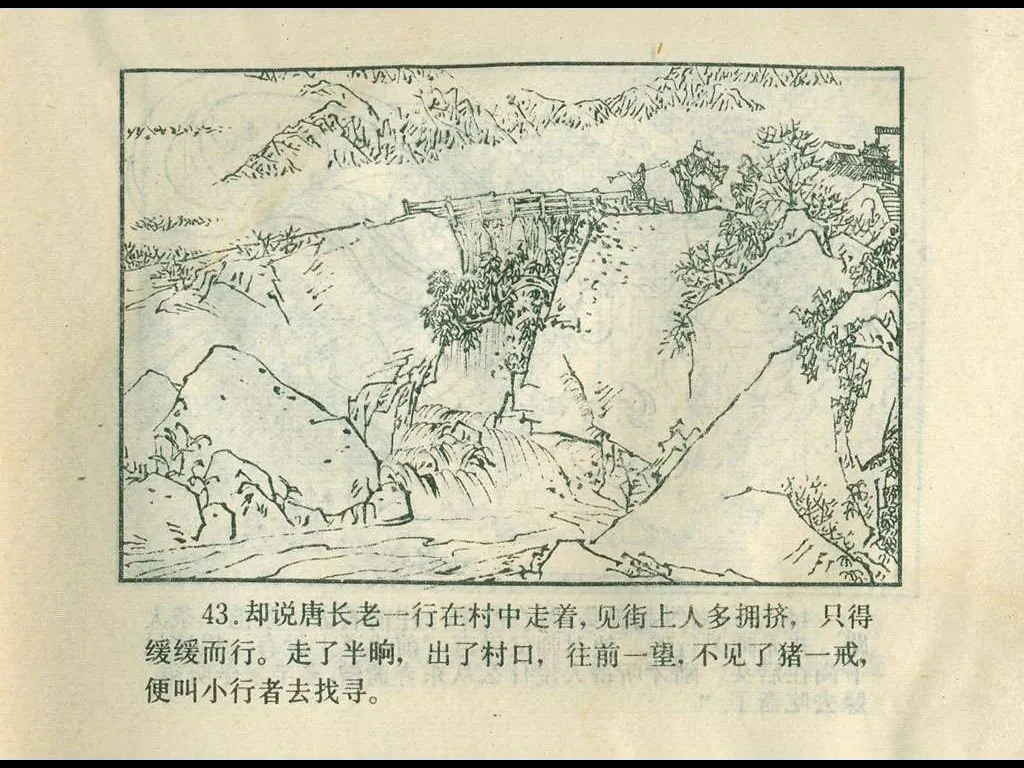 43.却说唐长老一行在村中走着,见街上人多拥挤，只得
缓缓而行。走了半晌，出了村口，往前一望,不见了猪一戒,
便叫小行者去找寻。